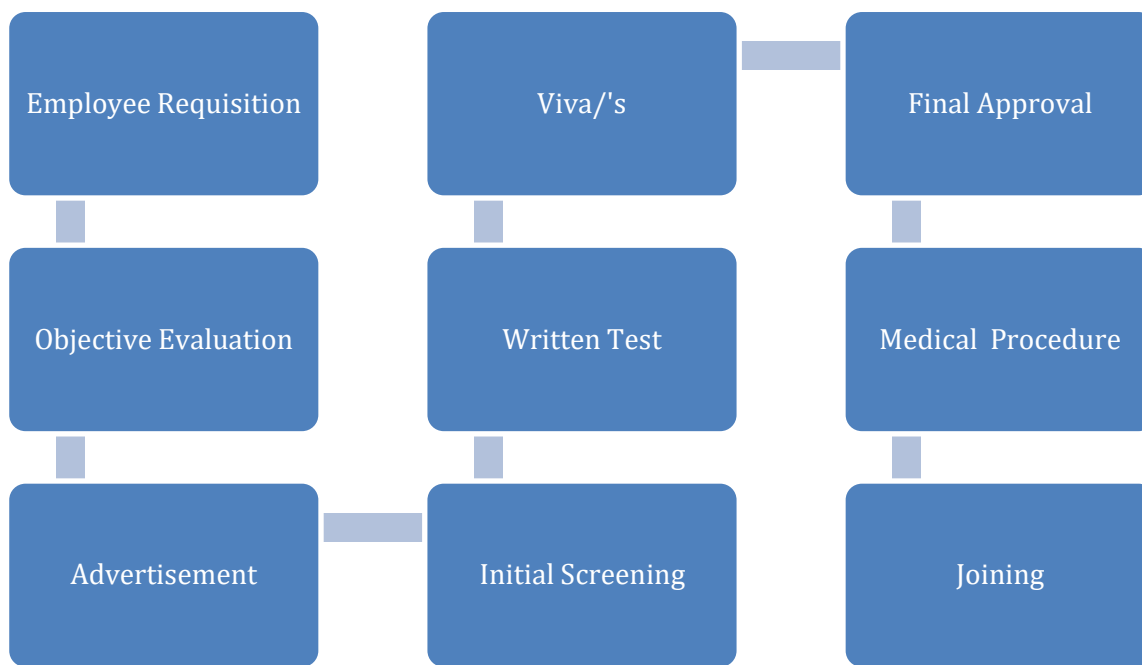 Employee Requisition
Objective Evaluation
Advertisement
Initial Screening
Written Test
Viva/'s
Final Approval
Medical  Procedure
Joining